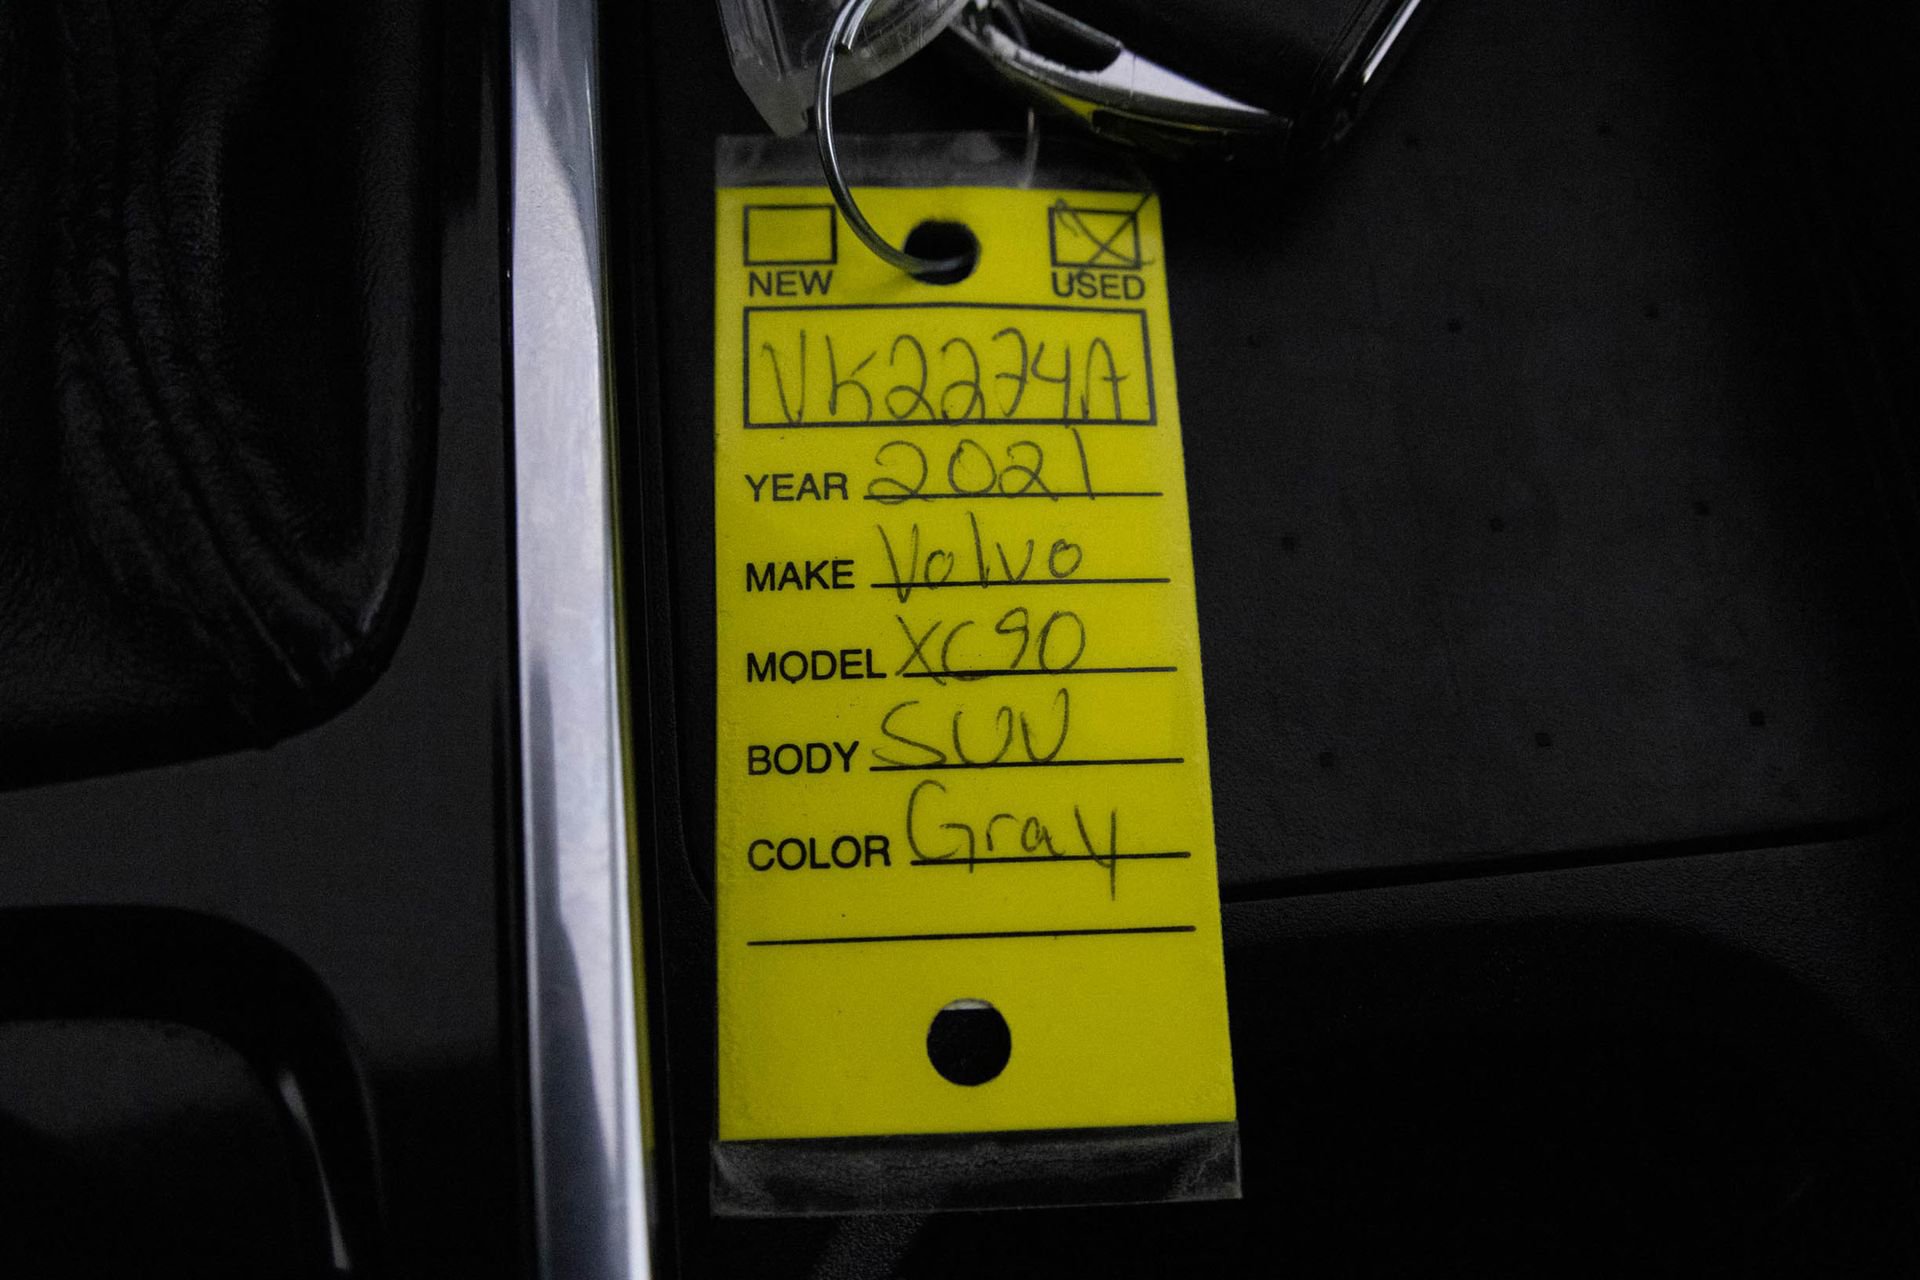 NEW USED
VK2274A
YEAR 2021
MAKE Volvo
MODEL XC90
BODY SUV
COLOR Gray